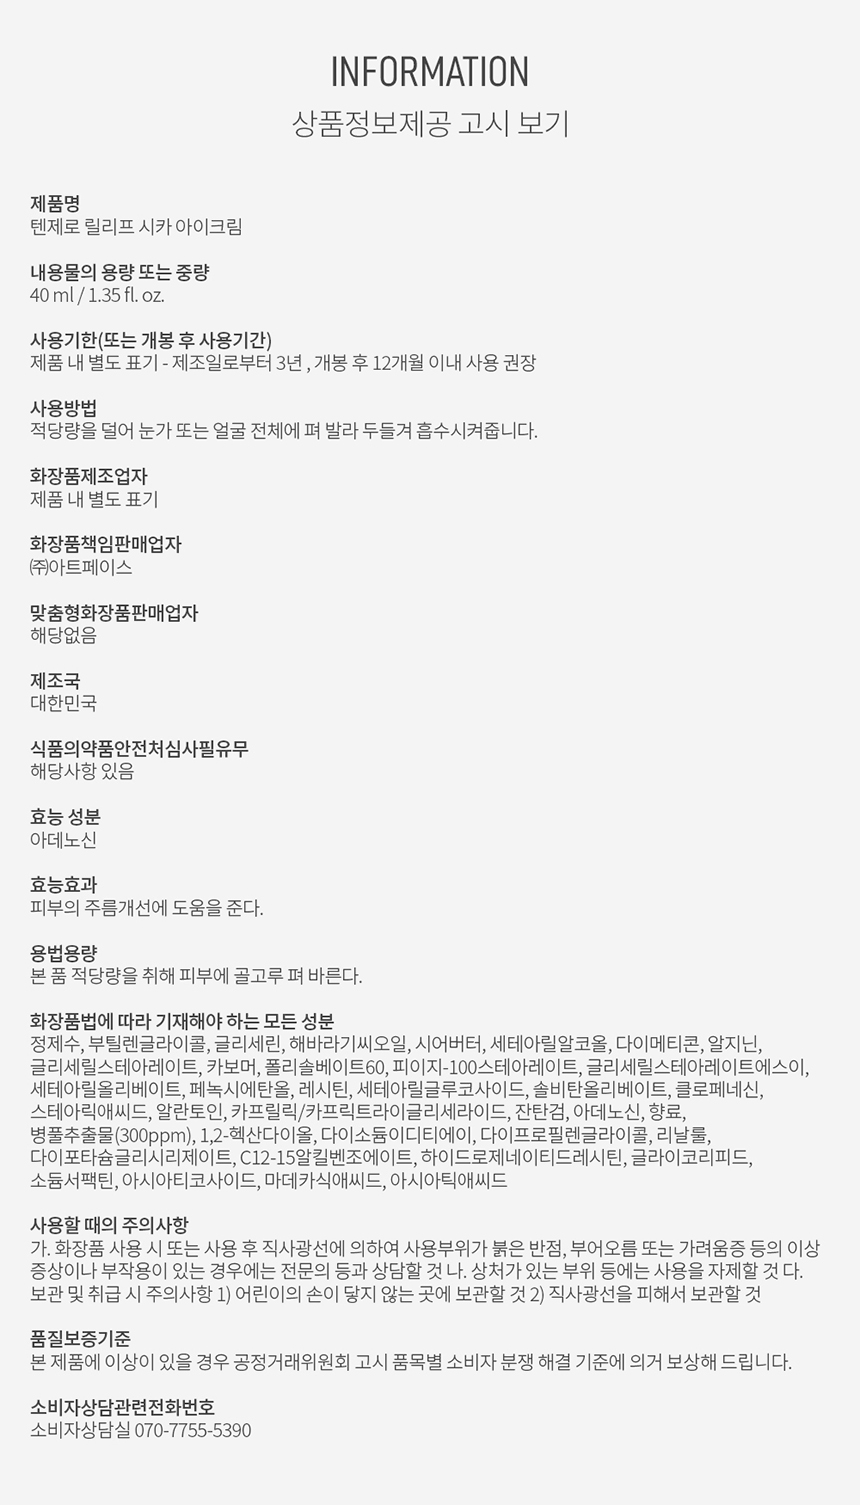 INFORMATION
상품정보제공 고시 보기
제품명
텐제로 릴리프 시카 아이크림
내용물의 용량 또는 중량
40 ml / 1.35 fl. oz.
사용기한(또는 개봉 후 사용기간)
제품 내 별도 표기 - 제조일로부터 3년 , 개봉 후 12개월 이내 사용 권장
사용방법
적당량을 덜어 눈가 또는 얼굴 전체에 펴 발라 두들겨 흡수시켜줍니다.
화장품제조업자
제품 내 별도 표기
화장품책임판매업자
㈜아트페이스
맞춤형화장품판매업자
해당없음
제조국
대한민국
식품의약품안전처심사필유무
해당사항 있음
효능 성분
아데노신
효능효과
피부의 주름개선에 도움을 준다.
용법용량
본 품 적당량을 취해 피부에 골고루 펴 바른다.
화장품법에 따라 기재해야 하는 모든 성분
정제수, 부틸렌글라이콜, 글리세린, 해바라기씨오일, 시어버터, 세테아릴알코올, 다이메티콘, 알지닌,
글리세릴스테아레이트, 카보머, 폴리솔베이트60, 피이지-100스테아레이트, 글리세릴스테아레이트에스이,
세테아릴올리베이트, 페녹시에탄올, 레시틴, 세테아릴글루코사이드, 솔비탄올리베이트, 클로페네신,
스테아릭애씨드, 알란토인, 카프릴릭/카프릭트라이글리세라이드, 잔탄검, 아데노신, 향료,
병풀추출물(300ppm), 1,2-헥산다이올, 다이소듐이디티에이, 다이프로필렌글라이콜, 리날룰,
다이포타슘글리시리제이트, C12-15알킬벤조에이트, 하이드로제네이티드레시틴, 글라이코리피드,
소듐서팩틴, 아시아티코사이드, 마데카식애씨드, 아시아틱애씨드
사용할 때의 주의사항
가. 화장품 사용 시 또는 사용 후 직사광선에 의하여 사용부위가 붉은 반점, 부어오름 또는 가려움증 등의 이상
증상이나 부작용이 있는 경우에는 전문의 등과 상담할 것 나. 상처가 있는 부위 등에는 사용을 자제할 것 다.
보관 및 취급 시 주의사항 1) 어린이의 손이 닿지 않는 곳에 보관할 것 2) 직사광선을 피해서 보관할 것
품질보증기준
본 제품에 이상이 있을 경우 공정거래위원회 고시 품목별 소비자 분쟁 해결 기준에 의거 보상해 드립니다.
소비자상담관련전화번호
소비자상담실 070-7755-5390